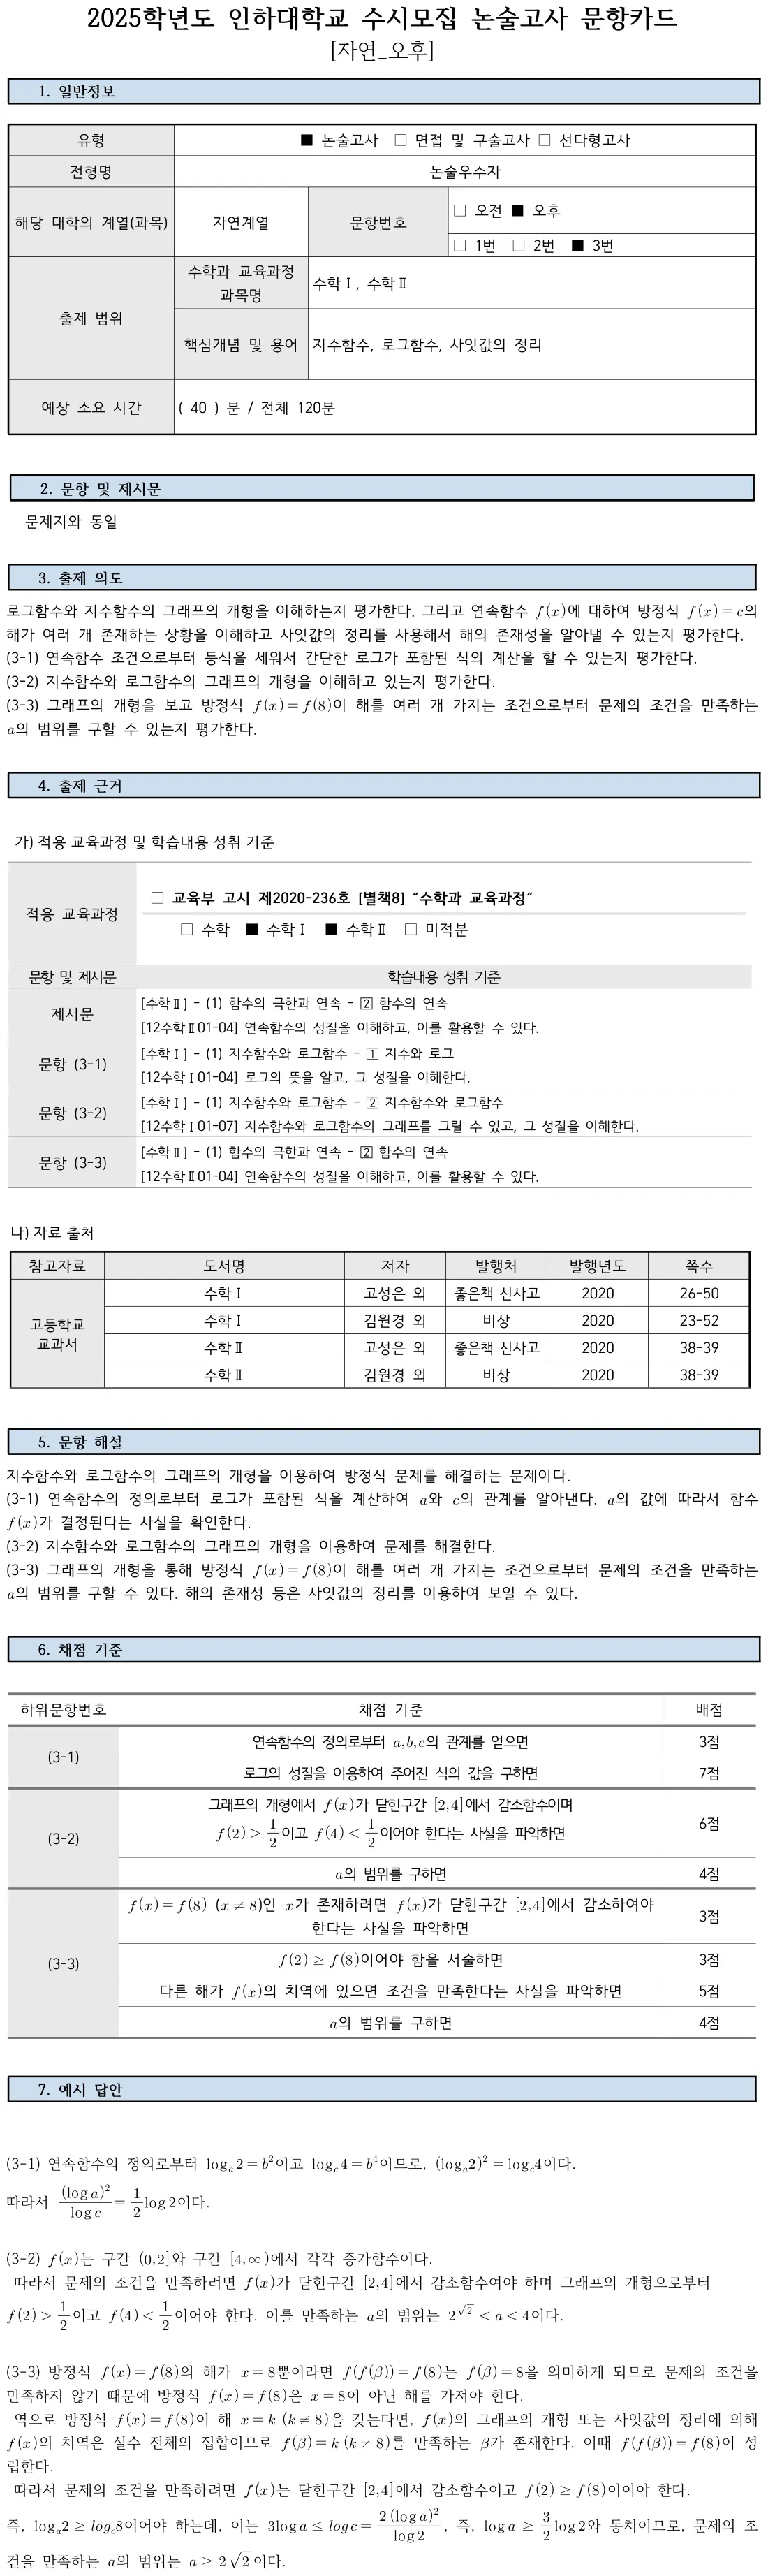 2025학년도 인하대학교 수시모집 논술고사 문항카드
[자연_오후]
1. 일반정보
유형 ■ 논술고사 □ 면접 및 구술고사 □ 선다형고사
전형명 논술우수자
해당 대학의 계열(과목) 자연계열 문항번호 □ 오전 ■ 오후
□ 1번 □ 2번 ■ 3번
출제 범위 수학과 교육과정 과목명 수학Ⅰ, 수학Ⅱ
핵심개념 및 용어 지수함수, 로그함수, 사잇값의 정리
예상 소요 시간 ( 40 ) 분 / 전체 120분
2. 문항 및 제시문
문제지와 동일
3. 출제 의도
로그함수와 지수함수의 그래프의 개형을 이해하는지 평가한다. 그리고 연속함수 f(x)에 대하여 방정식 f(x)=c의
해가 여러 개 존재하는 상황을 이해하고 사잇값의 정리를 사용해서 해의 존재성을 알아낼 수 있는지 평가한다.
(3-1) 연속함수 조건으로부터 등식을 세워서 간단한 로그가 포함된 식의 계산을 할 수 있는지 평가한다.
(3-2) 지수함수와 로그함수의 그래프의 개형을 이해하고 있는지 평가한다.
(3-3) 그래프의 개형을 보고 방정식 f(x)=f(8)이 해를 여러 개 가지는 조건으로부터 문제의 조건을 만족하는
a의 범위를 구할 수 있는지 평가한다.
4. 출제 근거
가) 적용 교육과정 및 학습내용 성취 기준
적용 교육과정 □ 교육부 고시 제2020-236호 [별책8] “수학과 교육과정”
□ 수학 ■ 수학Ⅰ ■ 수학Ⅱ □ 미적분
문항 및 제시문 학습내용 성취 기준
제시문 [수학Ⅱ] - (1) 함수의 극한과 연속 - ② 함수의 연속
[12수학Ⅱ01-04] 연속함수의 성질을 이해하고, 이를 활용할 수 있다.
문항 (3-1) [수학Ⅰ] - (1) 지수함수와 로그함수 - ① 지수와 로그
[12수학Ⅰ01-04] 로그의 뜻을 알고, 그 성질을 이해한다.
문항 (3-2) [수학Ⅰ] - (1) 지수함수와 로그함수 - ② 지수함수와 로그함수
[12수학Ⅰ01-07] 지수함수와 로그함수의 그래프를 그릴 수 있고, 그 성질을 이해한다.
문항 (3-3) [수학Ⅱ] - (1) 함수의 극한과 연속 - ② 함수의 연속
[12수학Ⅱ01-04] 연속함수의 성질을 이해하고, 이를 활용할 수 있다.
나) 자료 출처
참고자료 도서명 저자 발행처 발행년도 쪽수
고등학교 교과서 수학Ⅰ 고성은 외 좋은책 신사고 2020 26-50
수학Ⅰ 김원경 외 비상 2020 23-52
수학Ⅱ 고성은 외 좋은책 신사고 2020 38-39
수학Ⅱ 김원경 외 비상 2020 38-39
5. 문항 해설
지수함수와 로그함수의 그래프의 개형을 이용하여 방정식 문제를 해결하는 문제이다.
(3-1) 연속함수의 정의로부터 로그가 포함된 식을 계산하여 a와 c의 관계를 알아낸다. a의 값에 따라서 함수
f(x)가 결정된다는 사실을 확인한다.
(3-2) 지수함수와 로그함수의 그래프의 개형을 이용하여 문제를 해결한다.
(3-3) 그래프의 개형을 통해 방정식 f(x)=f(8)이 해를 여러 개 가지는 조건으로부터 문제의 조건을 만족하는
a의 범위를 구할 수 있다. 해의 존재성 등은 사잇값의 정리를 이용하여 보일 수 있다.
6. 채점 기준
하위문항번호 채점 기준 배점
(3-1) 연속함수의 정의로부터 a,b,c의 관계를 얻으면 3점
로그의 성질을 이용하여 주어진 식의 값을 구하면 7점
(3-2) 그래프의 개형에서 f(x)가 닫힌구간 [2,4]에서 감소함수이며
f(2)>1/2이고 f(4)<1/2이어야 한다는 사실을 파악하면 6점
a의 범위를 구하면 4점
(3-3) f(x)=f(8) (x≠8)인 x가 존재하려면 f(x)가 닫힌구간 [2,4]에서 감소하여야
한다는 사실을 파악하면 3점
f(2)≥f(8)이어야 함을 서술하면 3점
다른 해가 f(x)의 치역에 있으면 조건을 만족한다는 사실을 파악하면 5점
a의 범위를 구하면 4점
7. 예시 답안
(3-1) 연속함수의 정의로부터 logₐ2=b²이고 log_c4=b⁴이므로, (logₐ2)²=log_c4이다.
따라서 (log a)²/log c = 1/2 log 2이다.
(3-2) f(x)는 구간 (0,2]와 구간 [4,∞)에서 각각 증가함수이다.
따라서 문제의 조건을 만족하려면 f(x)가 닫힌구간 [2,4]에서 감소함수여야 하며 그래프의 개형으로부터
f(2)>1/2이고 f(4)<1/2이어야 한다. 이를 만족하는 a의 범위는 2^√2<a<4이다.
(3-3) 방정식 f(x)=f(8)의 해가 x=8뿐이라면 f(f(β))=f(8)는 f(β)=8을 의미하게 되므로 문제의 조건을
만족하지 않기 때문에 방정식 f(x)=f(8)은 x=8이 아닌 해를 가져야 한다.
역으로 방정식 f(x)=f(8)이 해 x=k (k≠8)을 갖는다면, f(x)의 그래프의 개형 또는 사잇값의 정리에 의해
f(x)의 치역은 실수 전체의 집합이므로 f(β)=k (k≠8)를 만족하는 β가 존재한다. 이때 f(f(β))=f(8)이 성
립한다.
따라서 문제의 조건을 만족하려면 f(x)는 닫힌구간 [2,4]에서 감소함수이고 f(2)≥f(8)이어야 한다.
즉, logₐ2≥log_c8이어야 하는데, 이는 3log a≤log c=2(log a)²/log 2, 즉, log a≥3/2 log 2와 동치이므로, 문제의 조
건을 만족하는 a의 범위는 a≥2√2이다.